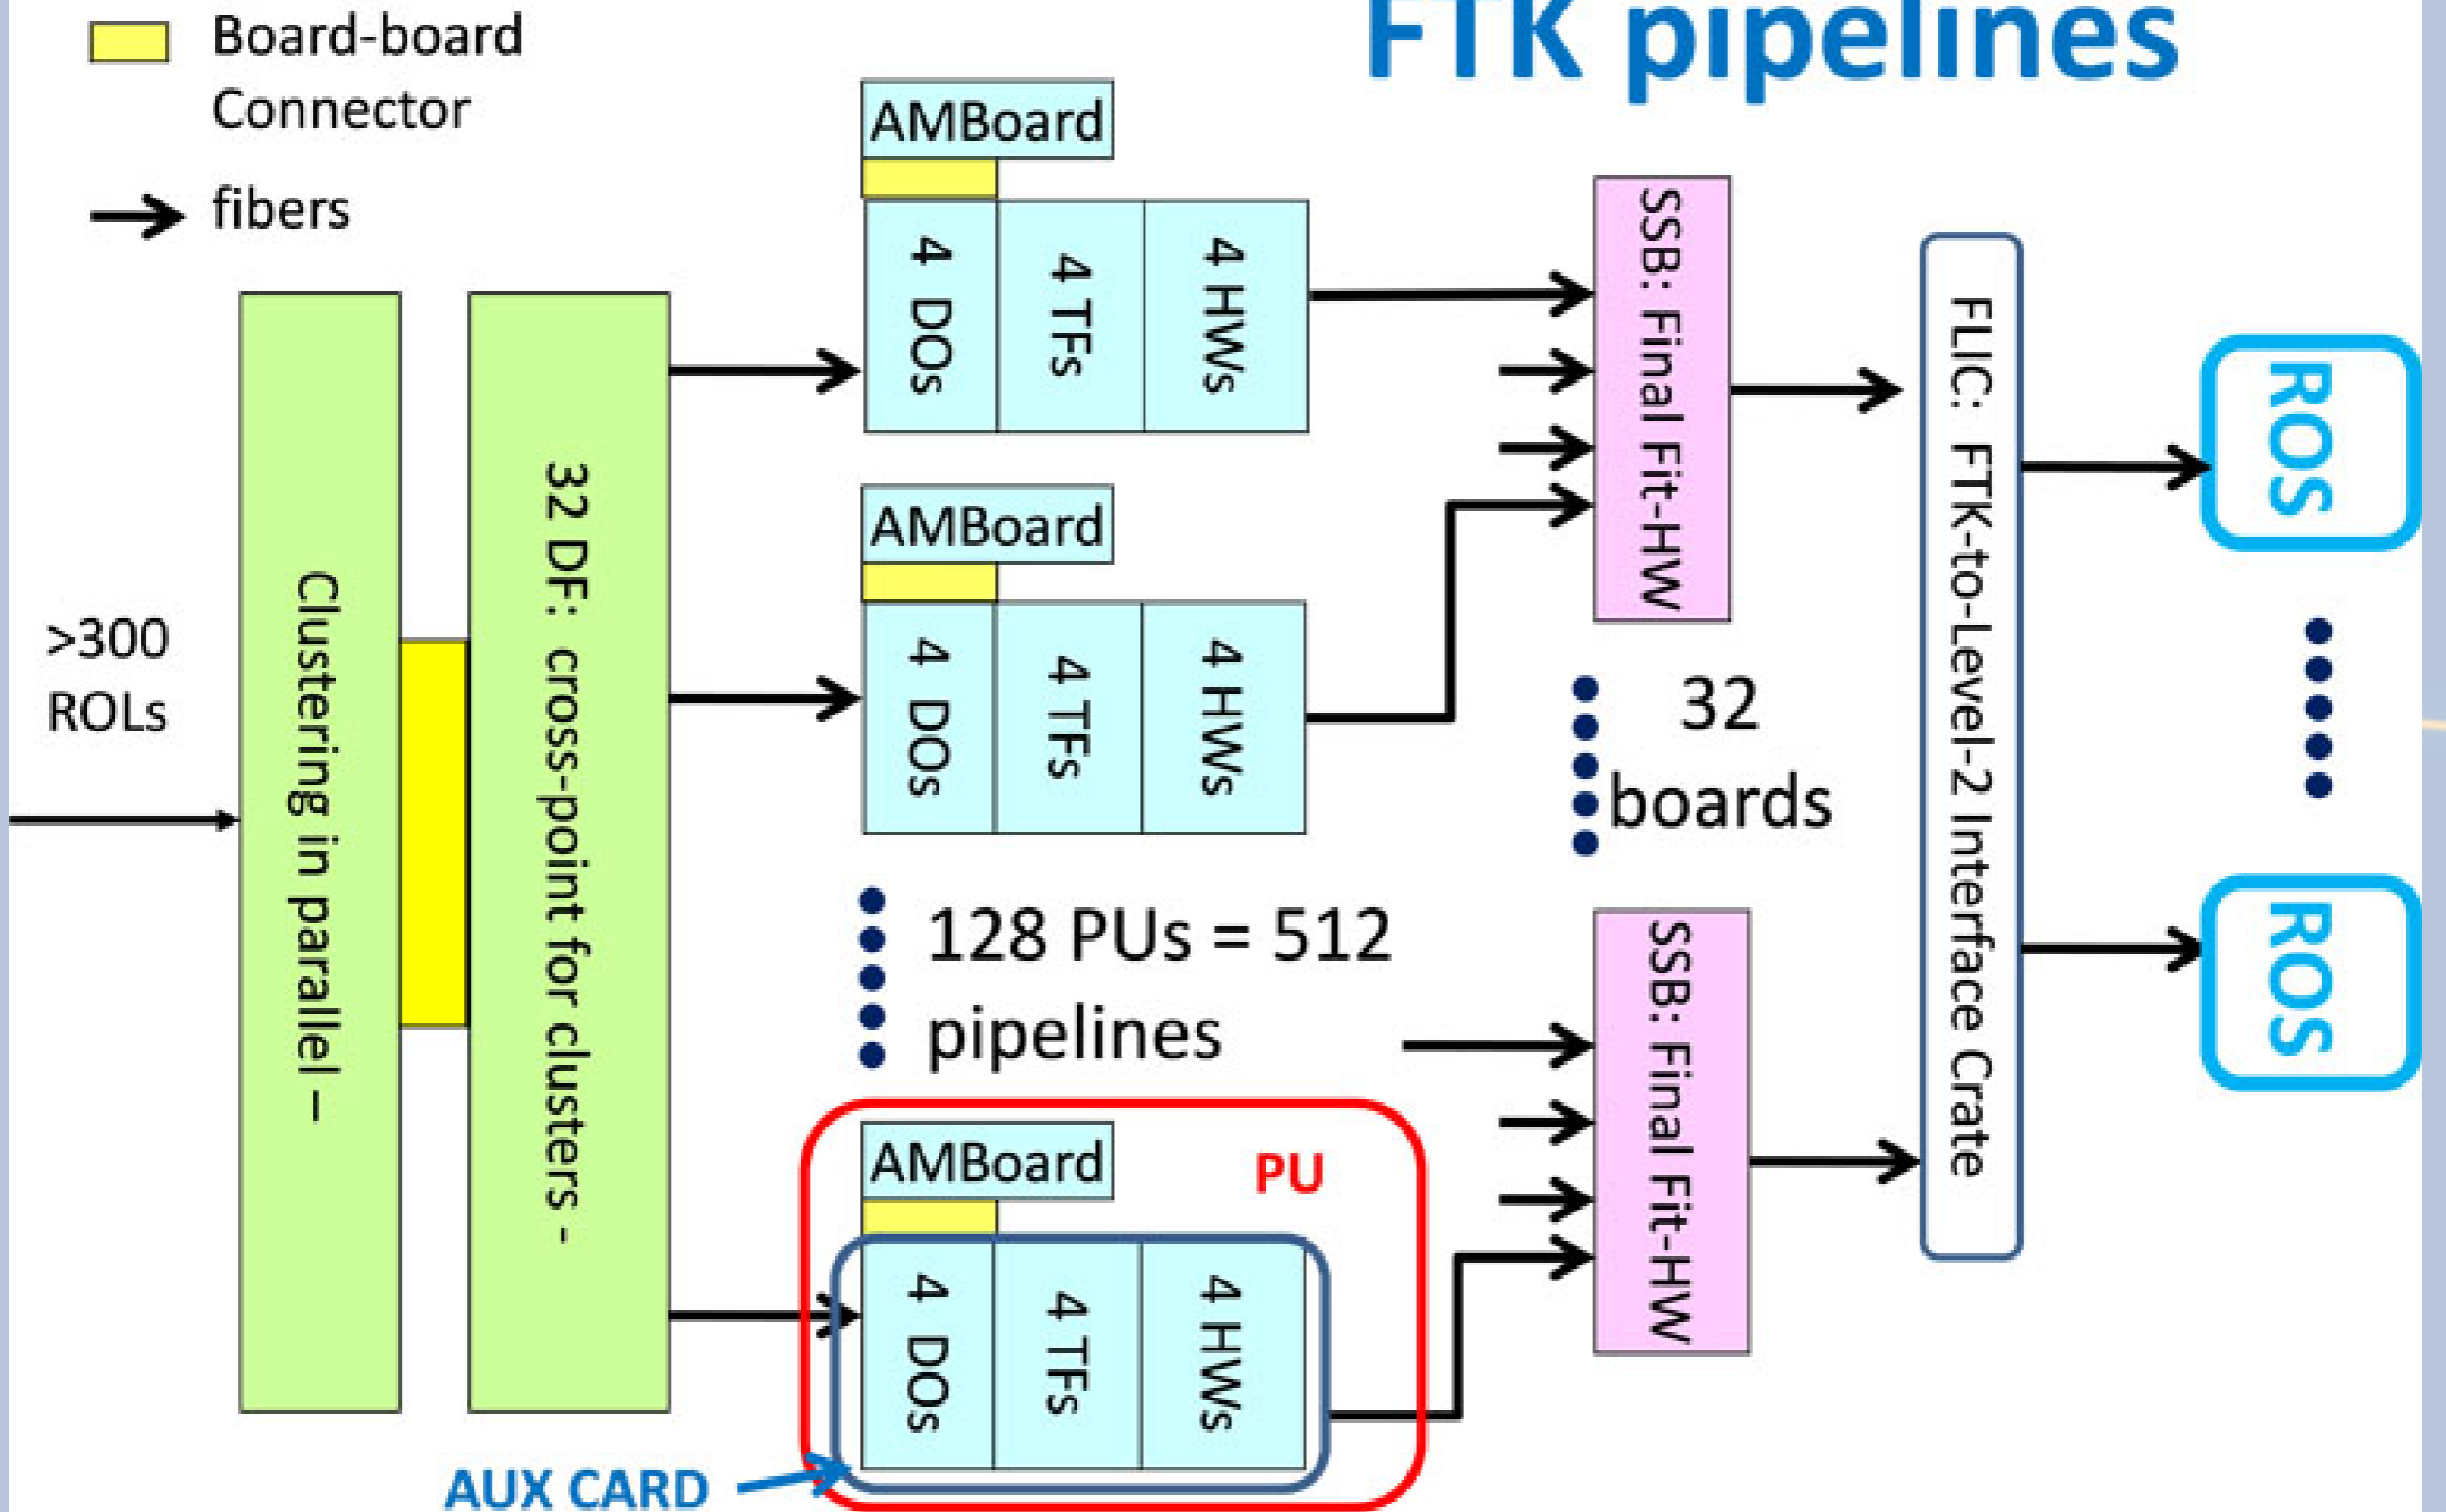 FTK pipelines
Board-board
Connector
fibers
>300
ROLs
Clustering in parallel –
32 DF: cross-point for clusters -
AMBoard
4 DOs
4 TFs
4 HWs
AMBoard
4 DOs
4 TFs
4 HWs
128 PUs = 512
pipelines
AMBoard
PU
4 DOs
4 TFs
4 HWs
AUX CARD
SSB: Final Fit-HW
32
boards
SSB: Final Fit-HW
FLIC: FTK-to-Level-2 Interface Crate
ROS
ROS